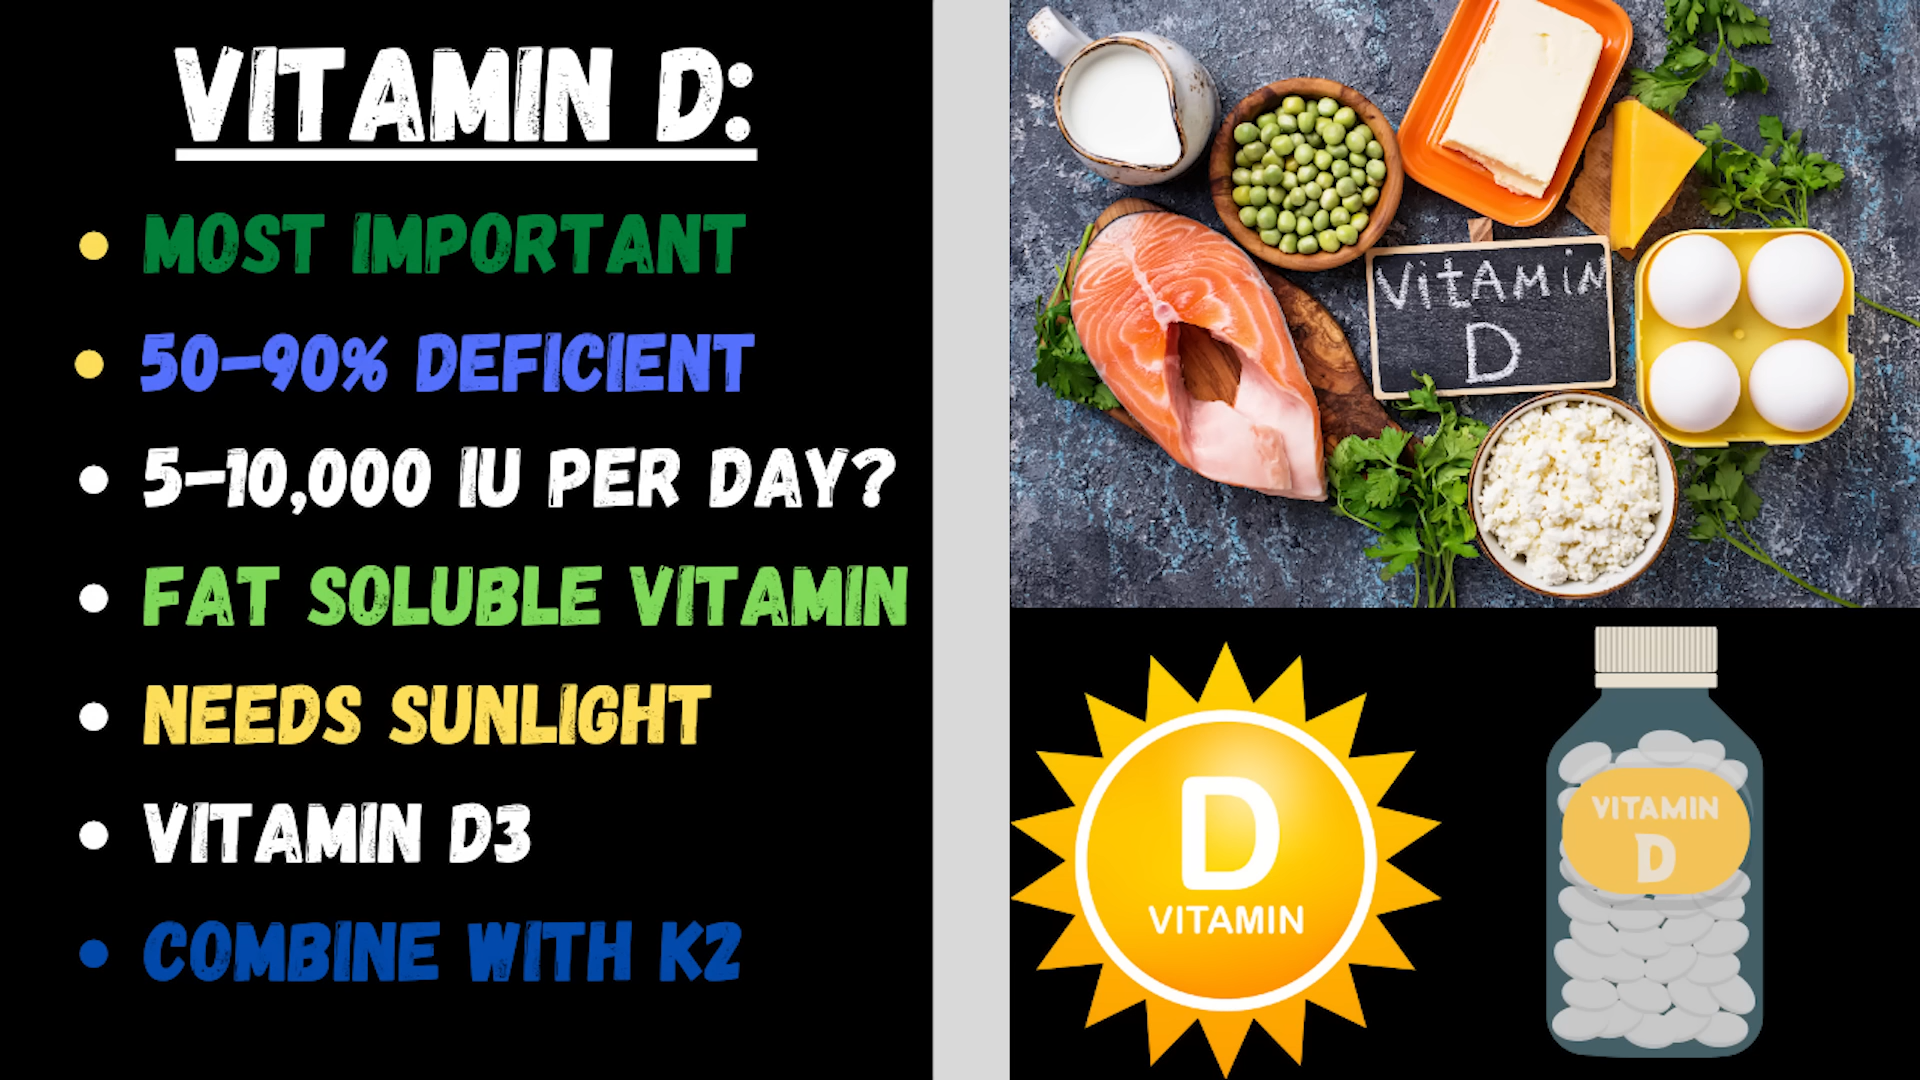 VITAMIN D:
MOST IMPORTANT
50-90% DEFICIENT
5-10,000 IU PER DAY?
FAT SOLUBLE VITAMIN
NEEDS SUNLIGHT
VITAMIN D3
COMBINE WITH K2
VitAMiN
D
D
VITAMIN
VITAMIN
D